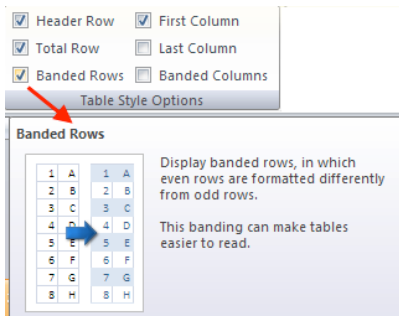 Header Row First Column
Total Row Last Column
Banded Rows Banded Columns
Table Style Options
Banded Rows
Display banded rows, in which
even rows are formatted differently
from odd rows.
This banding can make tables
easier to read.
1 A 1 A
2 B 2 B
3 C 3 C
4 D 4 D
5 E 5 E
6 F 6 F
7 G 7 G
8 H 8 H